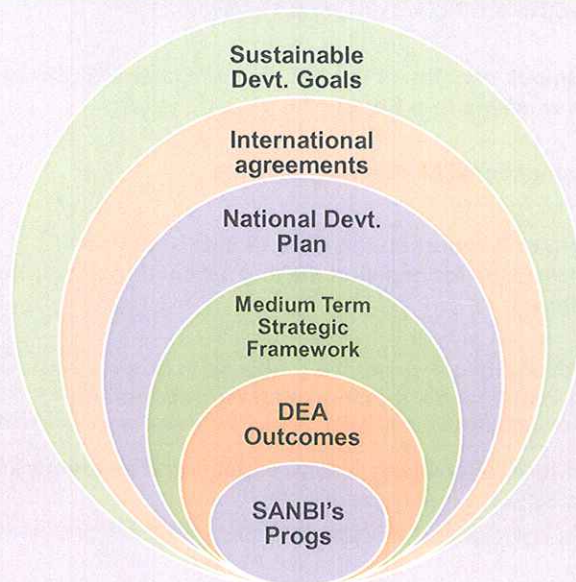 Sustainable
Devt. Goals
International
agreements
National Devt.
Plan
Medium Term
Strategic
Framework
DEA
Outcomes
SANBI's
Progs